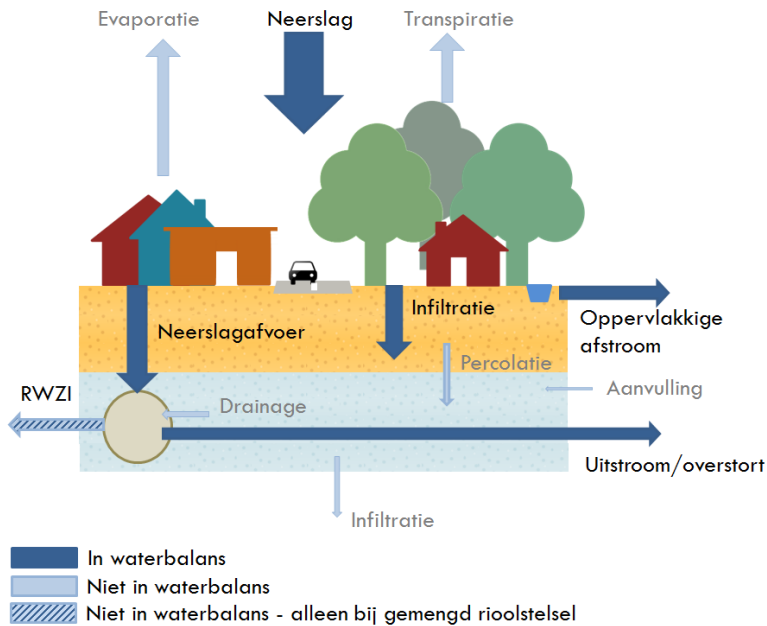 Evaporatie
Neerslag
Transpiratie
Neerslagafvoer
Infiltratie
Oppervlakkige
afstroom
Percolatie
RWZI
Drainage
Aanvulling
Uitstroom/overstort
Infiltratie
In waterbalans
Niet in waterbalans
Niet in waterbalans - alleen bij gemengd rioolstelsel